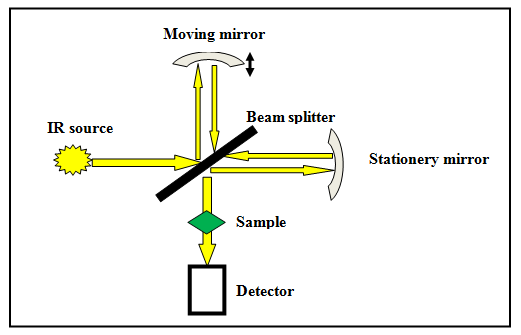 Moving mirror
Beam splitter
IR source
Stationery mirror
Sample
Detector